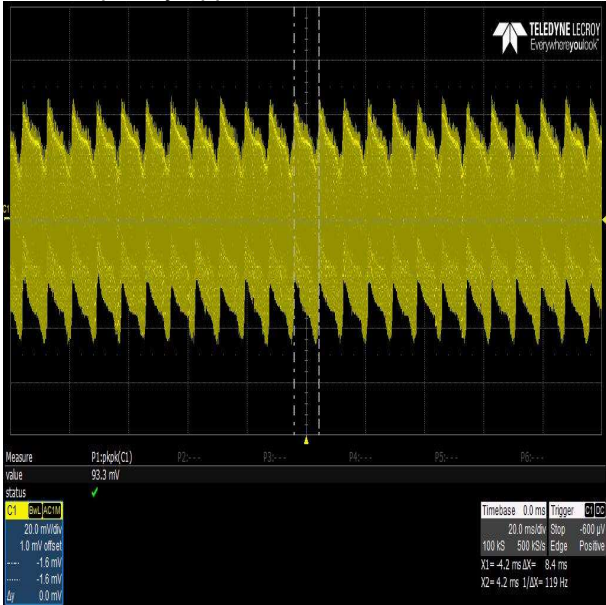 TELEDYNE LECROY
Everywhereyoulook
C1
Measure P1:pkpk(C1) P2:--- P3:--- P4:--- P5:--- P6:---
value 93.3 mV
status ✓
C1 BwL AC1M
20.0 mV/div
1.0 mV offset
-1.6 mV
-1.6 mV
Δy 0.0 mV
Timebase 0.0 ms Trigger C1 DC
20.0 ms/div Stop -600 µV
100 kS 500 kS/s Edge Positive
X1= -4.2 ms ΔX= 8.4 ms
X2= 4.2 ms 1/ΔX= 119 Hz